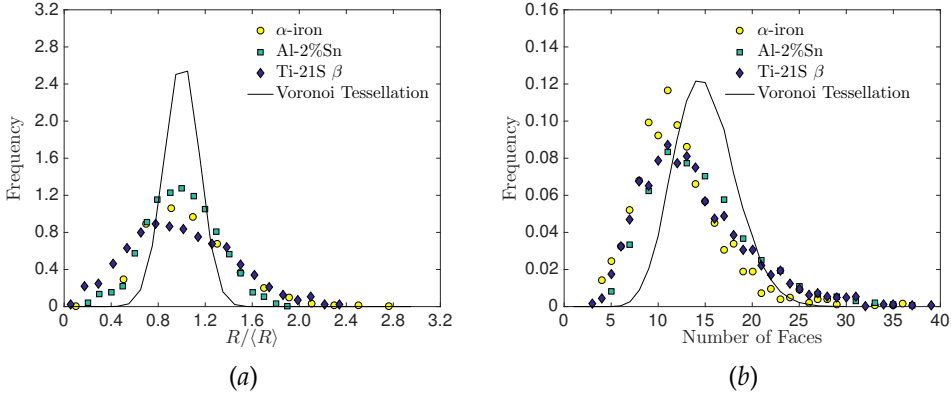 3.2
2.8
2.4
2.0
1.6
1.2
0.8
0.4
0
Frequency
α-iron
Al-2%Sn
Ti-21S β
Voronoi Tessellation
0 0.4 0.8 1.2 1.6 2.0 2.4 2.8 3.2
R/⟨R⟩
(a)
0.16
0.14
0.12
0.10
0.08
0.06
0.04
0.02
0.00
Frequency
α-iron
Al-2%Sn
Ti-21S β
Voronoi Tessellation
0 5 10 15 20 25 30 35 40
Number of Faces
(b)